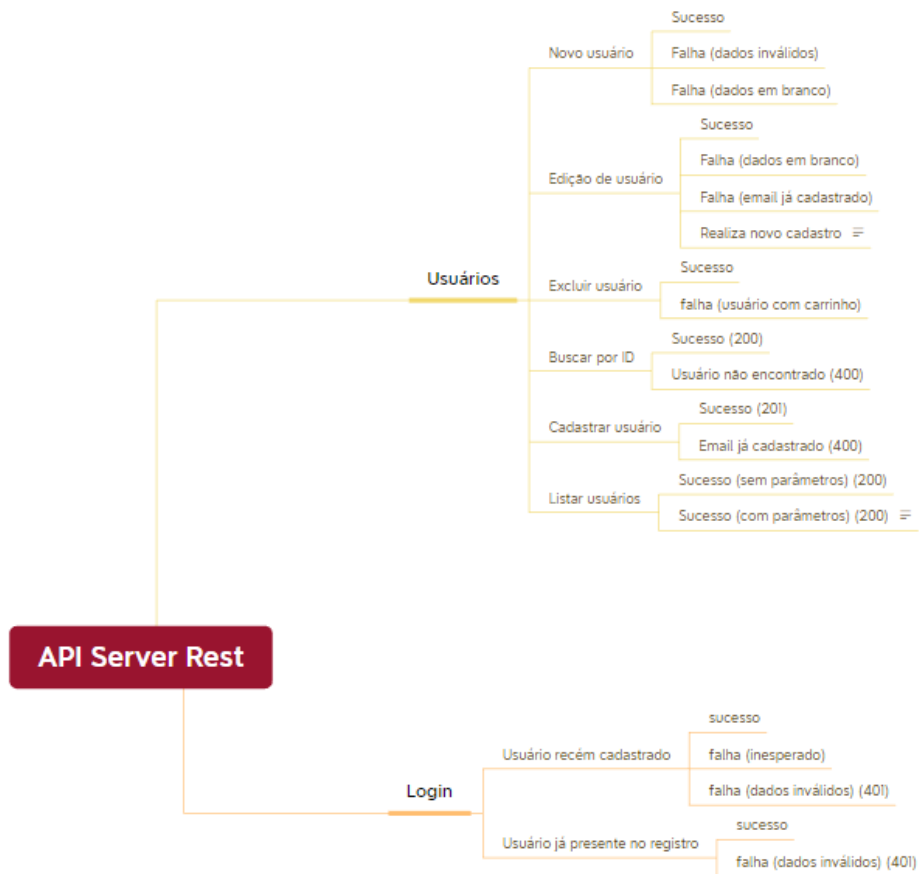 API Server Rest
Usuários
Novo usuário
Sucesso
Falha (dados inválidos)
Falha (dados em branco)
Edição de usuário
Sucesso
Falha (dados em branco)
Falha (email já cadastrado)
Realiza novo cadastro
Excluir usuário
Sucesso
falha (usuário com carrinho)
Buscar por ID
Sucesso (200)
Usuário não encontrado (400)
Cadastrar usuário
Sucesso (201)
Email já cadastrado (400)
Listar usuários
Sucesso (sem parâmetros) (200)
Sucesso (com parâmetros) (200)
Login
Usuário recém cadastrado
sucesso
falha (inesperado)
falha (dados inválidos) (401)
Usuário já presente no registro
sucesso
falha (dados inválidos) (401)